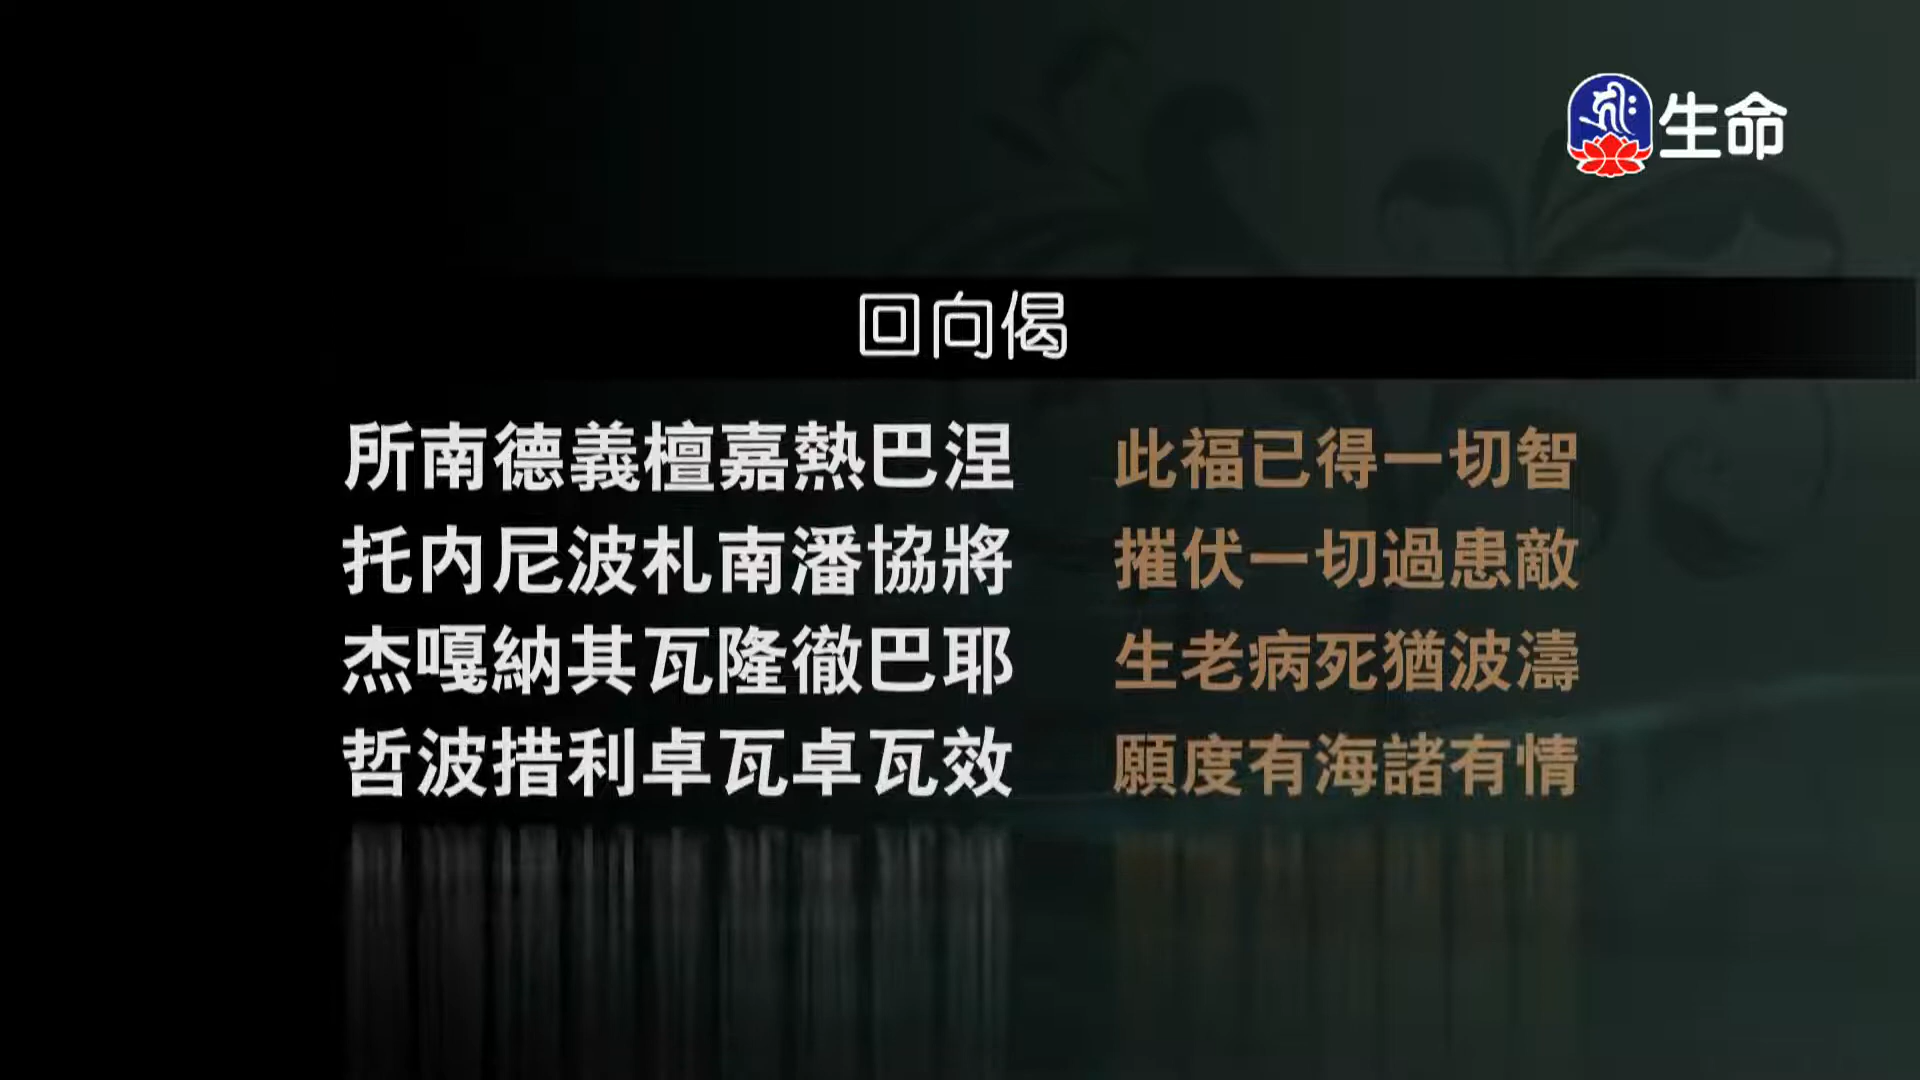 生命
回向偈
所南德義檀嘉熱巴涅 此福已得一切智
托内尼波札南潘協將 摧伏一切過患敵
杰嘎納其瓦隆徹巴耶 生老病死猶波濤
哲波措利卓瓦卓瓦效 願度有海諸有情